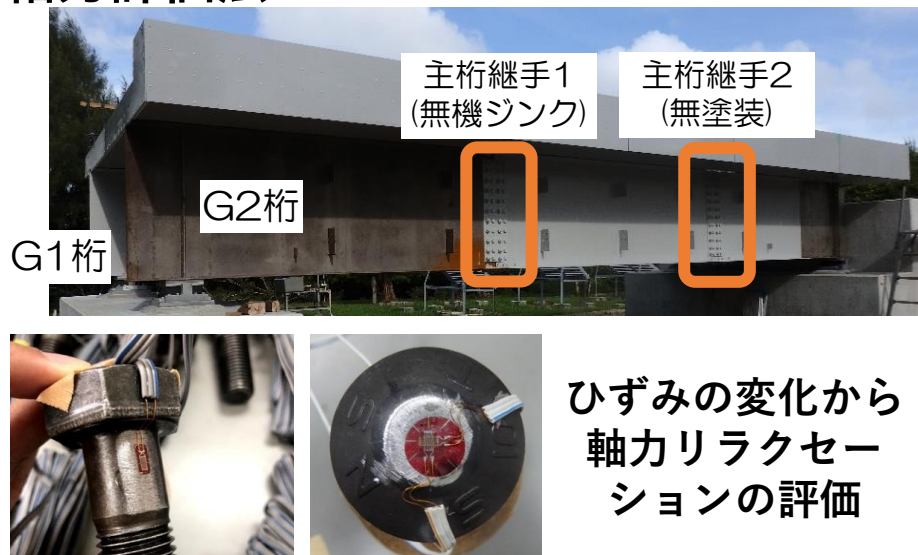 主桁継手1
(無機ジンク)
主桁継手2
(無塗装)
G2桁
G1桁
ひずみの変化から
軸力リラクセー
ションの評価